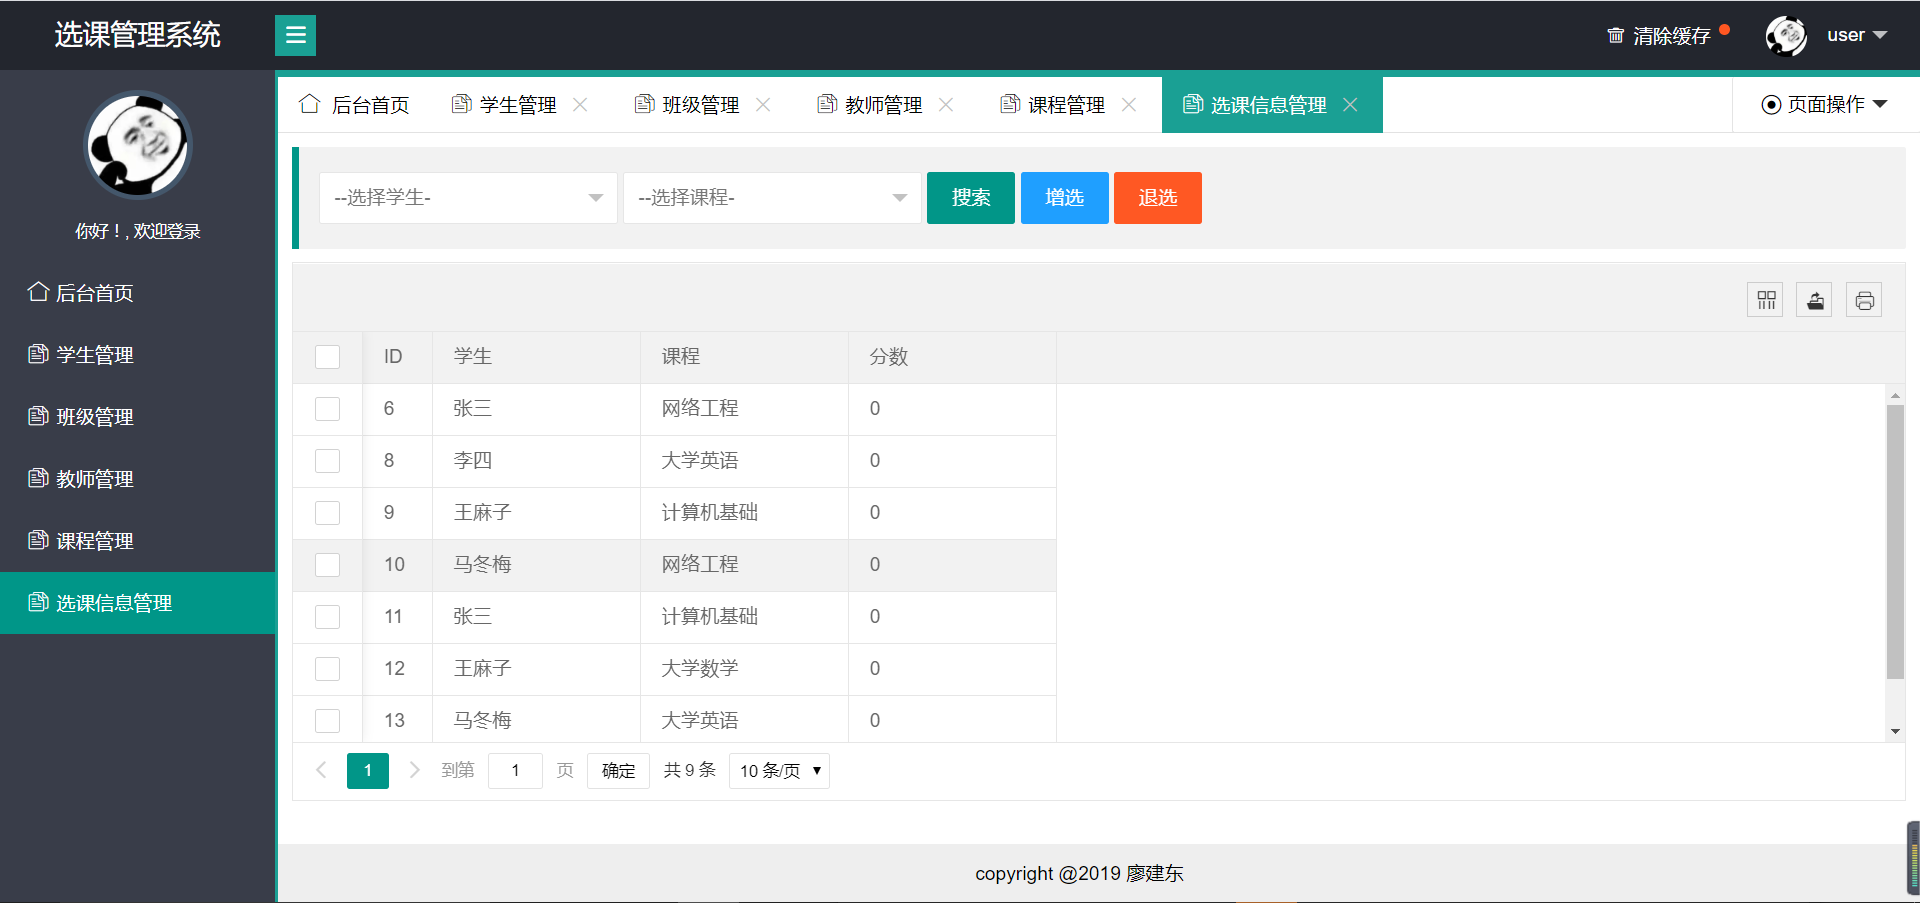 选课管理系统
清除缓存
user
你好！, 欢迎登录
后台首页
学生管理
班级管理
教师管理
课程管理
选课信息管理
后台首页 学生管理 班级管理 教师管理 课程管理 选课信息管理 页面操作
--选择学生- --选择课程- 搜索 增选 退选
ID 学生 课程 分数
6 张三 网络工程 0
8 李四 大学英语 0
9 王麻子 计算机基础 0
10 马冬梅 网络工程 0
11 张三 计算机基础 0
12 王麻子 大学数学 0
13 马冬梅 大学英语 0
1 到第 1 页 确定 共 9 条 10 条/页
copyright @2019 廖建东